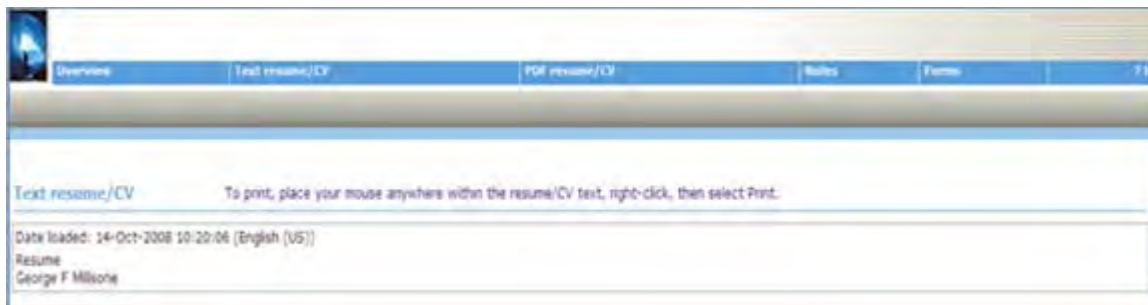 Overview Text resume/CV PDF resume/CV Notes Forms
Text resume/CV To print, place your mouse anywhere within the resume/CV text, right-click, then select Print.
Date loaded: 14-Oct-2008 10:20:06 (English (US))
Resume
George F Millsone